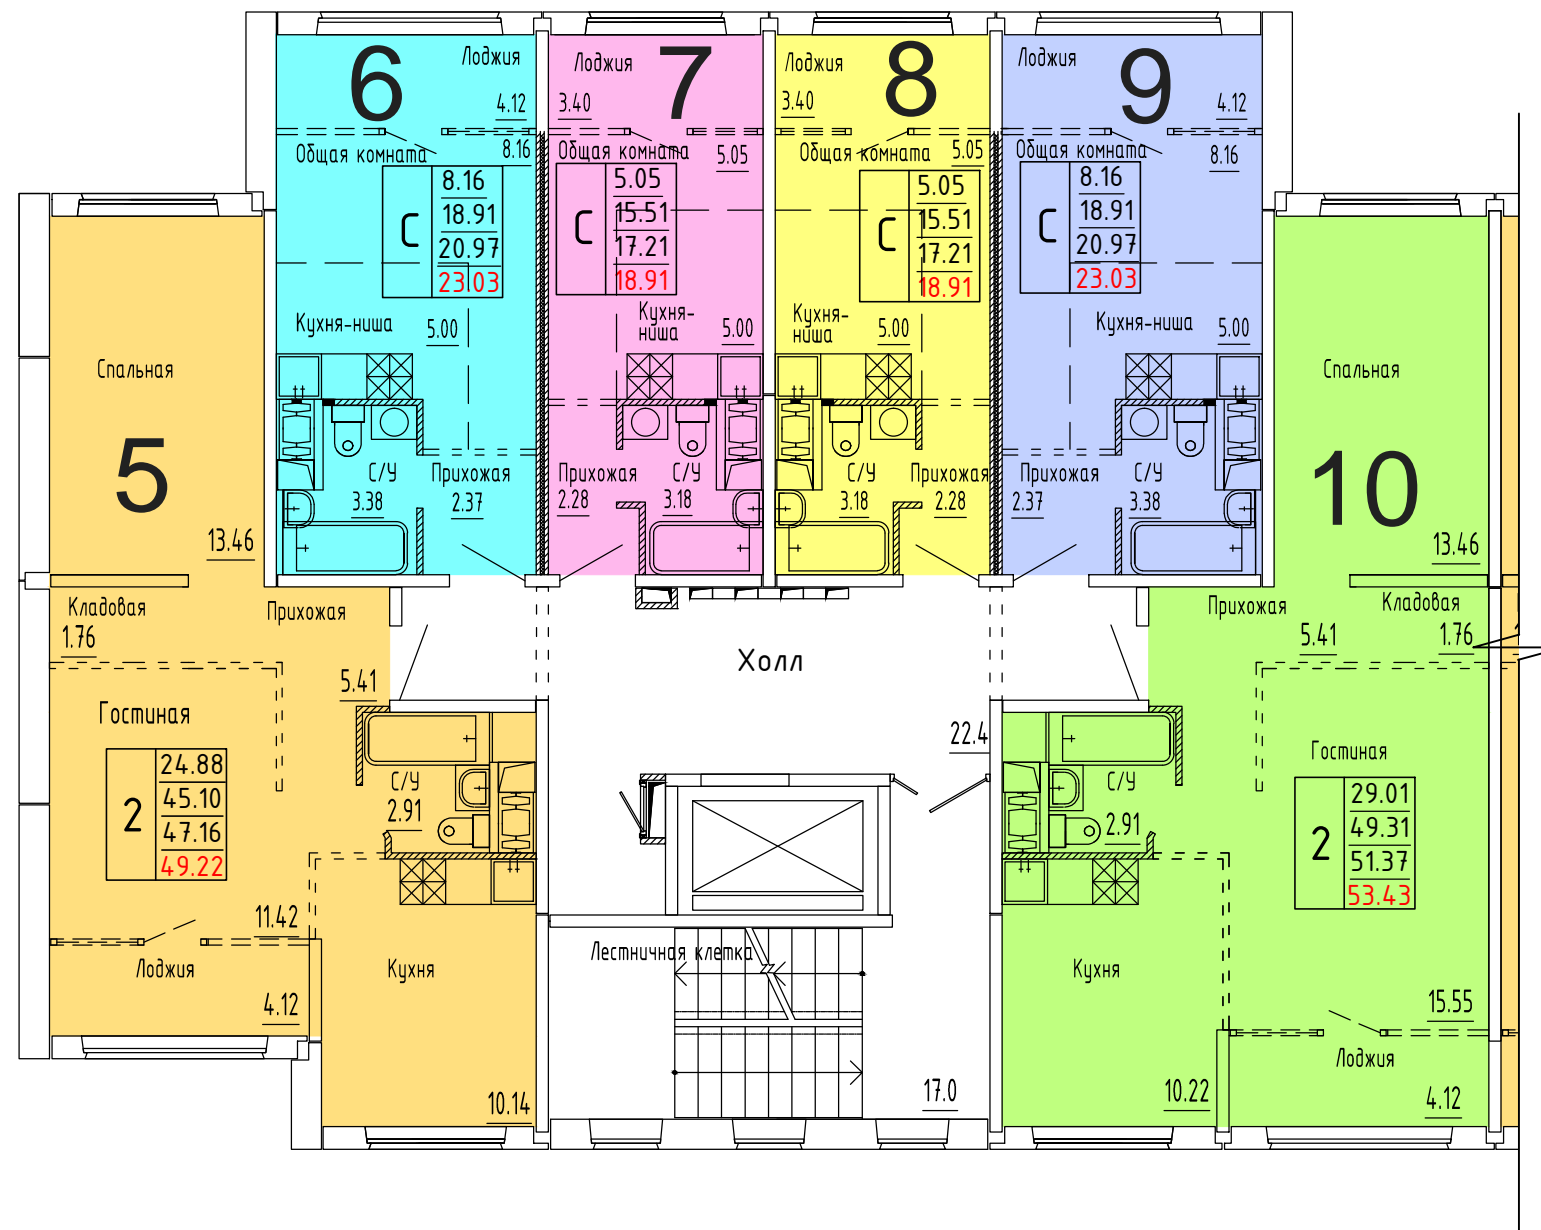 6
Лоджия
4.12
8.16
Общая комната
С
8.16
18.91
20.97
23.03
Кухня-ниша
5.00
С/У
3.38
Прихожая
2.37
7
Лоджия
3.40
Общая комната
5.05
С
5.05
15.51
17.21
18.91
Кухня-
ниша
5.00
Прихожая
2.28
С/У
3.18
8
Лоджия
3.40
Общая комната
5.05
С
5.05
15.51
17.21
18.91
Кухня-
ниша
5.00
С/У
3.18
Прихожая
2.28
9
Лоджия
4.12
Общая комната
8.16
С
8.16
18.91
20.97
23.03
Кухня-ниша
5.00
Прихожая
2.37
С/У
3.38
Спальная
5
13.46
Кладовая
1.76
Прихожая
5.41
Гостиная
2
24.88
45.10
47.16
49.22
С/У
2.91
11.42
Лоджия
4.12
Кухня
10.14
Холл
22.4
Лестничная клетка
17.0
Спальная
10
13.46
Прихожая
5.41
Кладовая
1.76
Гостиная
2
29.01
49.31
51.37
53.43
С/У
2.91
Кухня
10.22
15.55
Лоджия
4.12